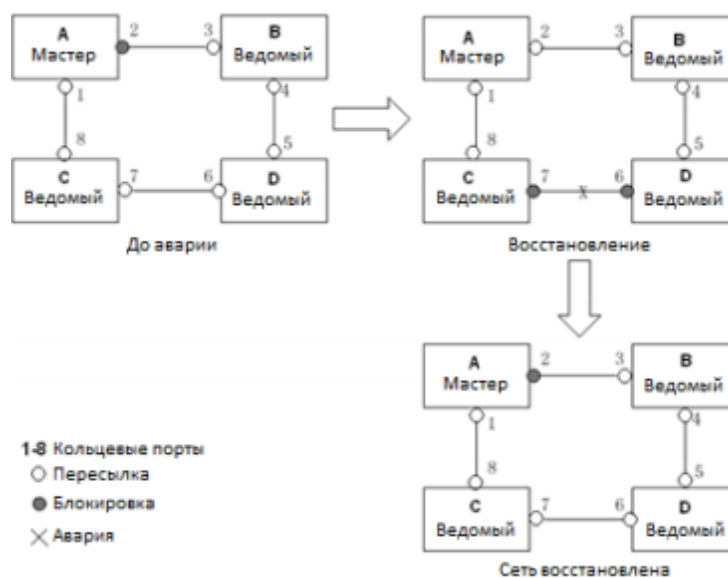 A
Мастер
2
3
B
Ведомый
1
4
8
5
C
Ведомый
7
6
D
Ведомый
До аварии
A
Мастер
2
3
B
Ведомый
1
4
8
5
C
Ведомый
7
6
D
Ведомый
Восстановление
A
Мастер
2
3
B
Ведомый
1
4
8
5
C
Ведомый
7
6
D
Ведомый
Сеть восстановлена
1-8 Кольцевые порты
Пересылка
Блокировка
Авария